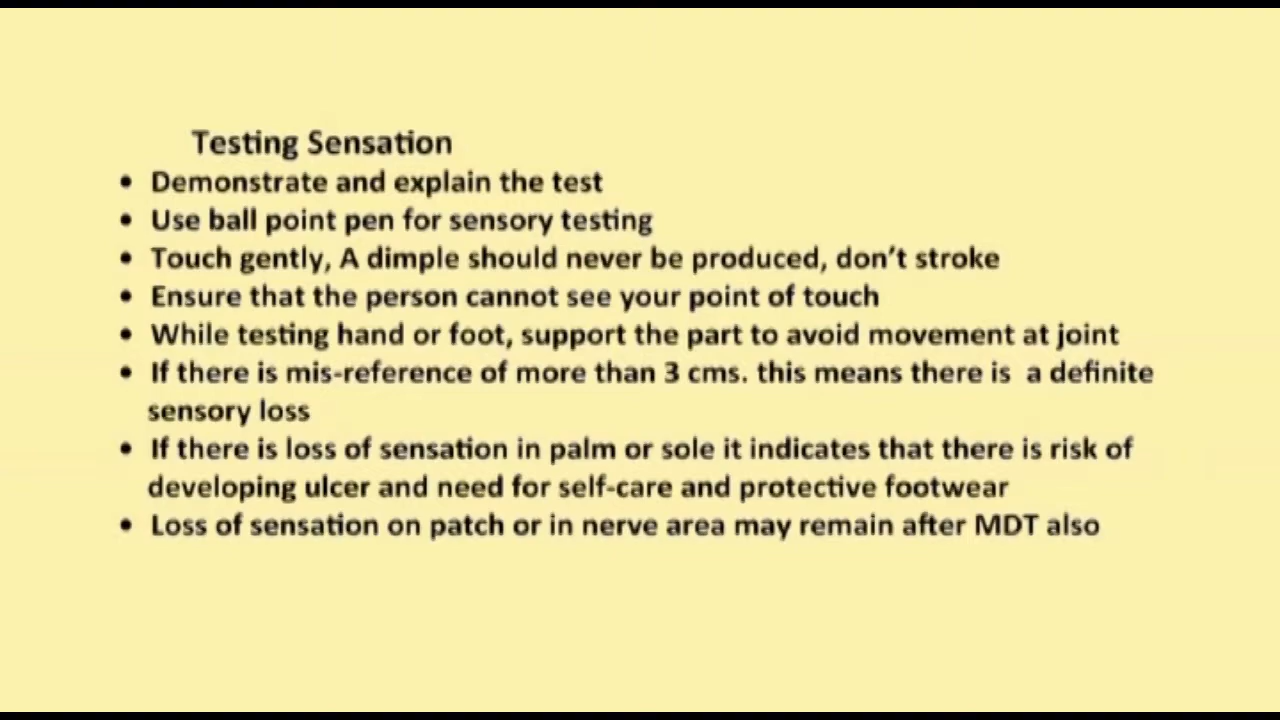 Testing Sensation
• Demonstrate and explain the test
• Use ball point pen for sensory testing
• Touch gently, A dimple should never be produced, don’t stroke
• Ensure that the person cannot see your point of touch
• While testing hand or foot, support the part to avoid movement at joint
• If there is mis-reference of more than 3 cms. this means there is  a definite
sensory loss
• If there is loss of sensation in palm or sole it indicates that there is risk of
developing ulcer and need for self-care and protective footwear
• Loss of sensation on patch or in nerve area may remain after MDT also